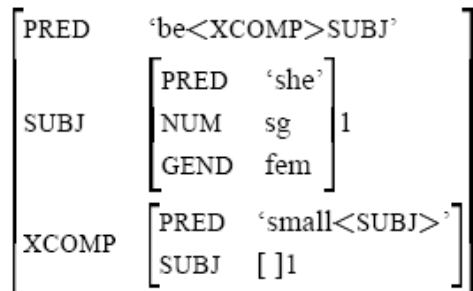 PRED ‘be<XCOMP>SUBJ’
PRED ‘she’
SUBJ NUM sg 1
GEND fem
PRED ‘small<SUBJ>’
XCOMP
SUBJ [ ]1